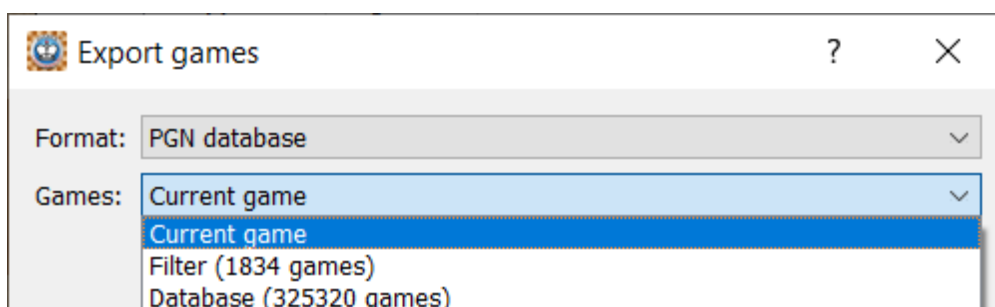 Export games
?
Format: PGN database
Games: Current game
Current game
Filter (1834 games)
Database (325320 games)